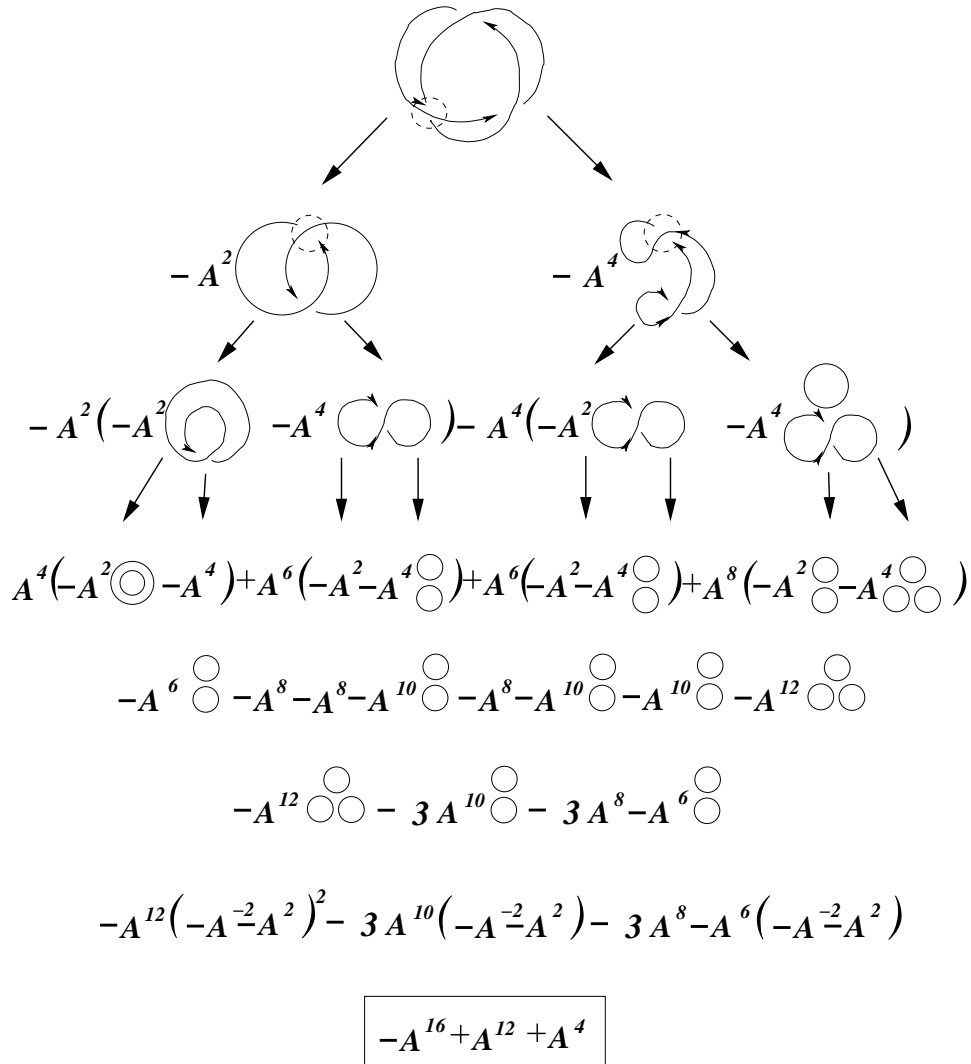 − A² − A⁴
− A² (−A² −A⁴ ) − A⁴ (−A² −A⁴ )
A⁴ (−A² −A⁴) + A⁶ (−A² −A⁴ ) + A⁶ (−A² −A⁴ ) + A⁸ (−A² −A⁴ )
−A⁶ −A⁸ −A⁸ −A¹⁰ −A⁸ −A¹⁰ −A¹⁰ −A¹²
−A¹² − 3 A¹⁰ − 3 A⁸ −A⁶
−A¹² (−A⁻² −A²)² − 3 A¹⁰ (−A⁻² −A²) − 3 A⁸ −A⁶ (−A⁻² −A²)
−A¹⁶ + A¹² + A⁴